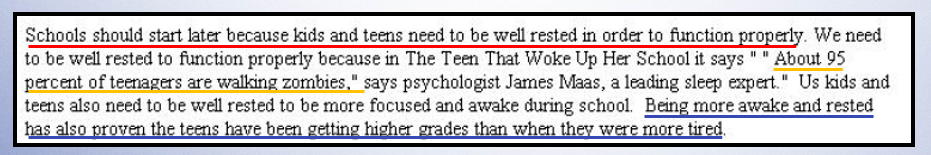 Schools should start later because kids and teens need to be well rested in order to function properly. We need
to be well rested to function properly because in The Teen That Woke Up Her School it says " " About 95
percent of teenagers are walking zombies," says psychologist James Maas, a leading sleep expert."  Us kids and
teens also need to be well rested to be more focused and awake during school.  Being more awake and rested
has also proven the teens have been getting higher grades than when they were more tired.